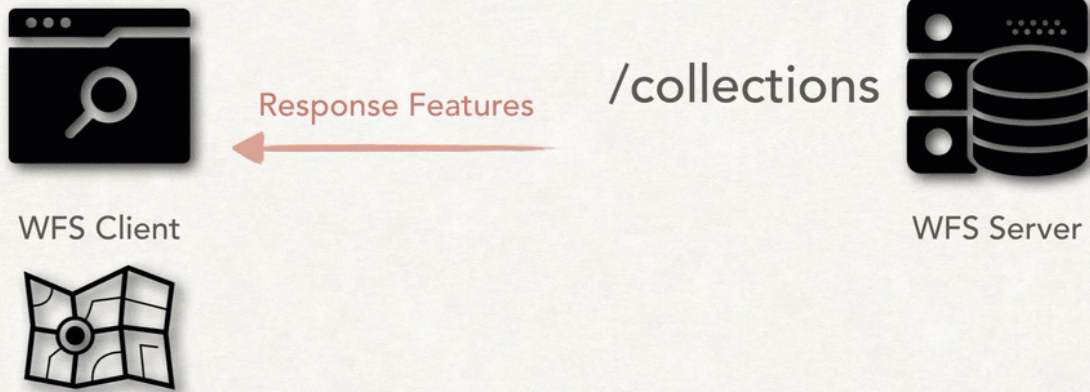 Response Features
/collections
WFS Client
WFS Server